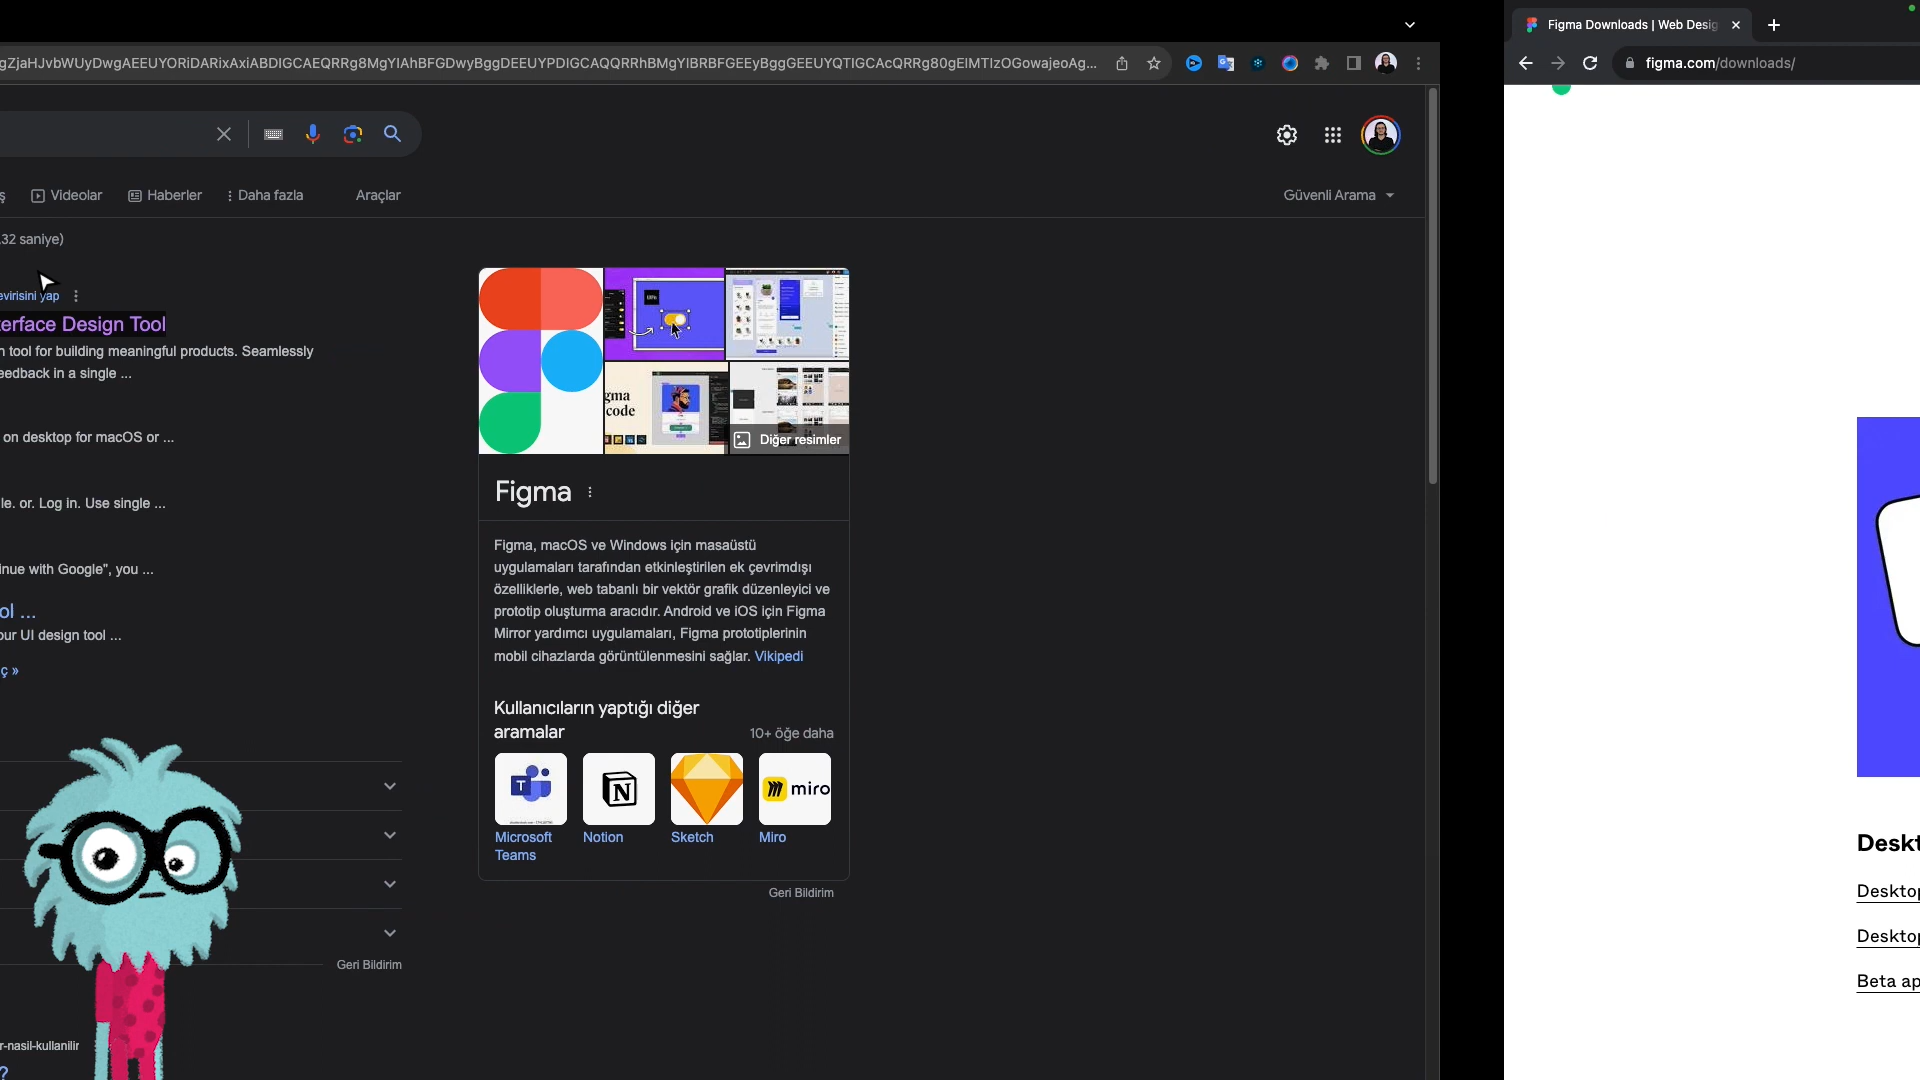 Figma Downloads | Web Desig
gZjaHJvbWUyDwgAEEUYORiDARixAxiABDIGCAEQRRg8MgYIAhBFGDwyBggDEEUYPDIGCAQQRRhBMgYIBRBFGEEyBggGEEUYQTIGCAcQRRg80gEIMTIzOGowajeoAg...
figma.com/downloads/
ş
Videolar
Haberler
Daha fazla
Araçlar
Güvenli Arama
32 saniye)
evirisini yap
erface Design Tool
n tool for building meaningful products. Seamlessly
eedback in a single ...
on desktop for macOS or ...
le. or. Log in. Use single ...
inue with Google", you ...
ol ...
our UI design tool ...
ç »
Geri Bildirim
r-nasil-kullanilir
?
gma
code
Diğer resimler
Figma
Figma, macOS ve Windows için masaüstü
uygulamaları tarafından etkinleştirilen ek çevrimdışı
özelliklerle, web tabanlı bir vektör grafik düzenleyici ve
prototip oluşturma aracıdır. Android ve iOS için Figma
Mirror yardımcı uygulamaları, Figma prototiplerinin
mobil cihazlarda görüntülenmesini sağlar. Vikipedi
Kullanıcıların yaptığı diğer
aramalar
10+ öğe daha
T
N
miro
Microsoft
Teams
Notion
Sketch
Miro
Geri Bildirim
Deskt
Desktop
Desktop
Beta ap